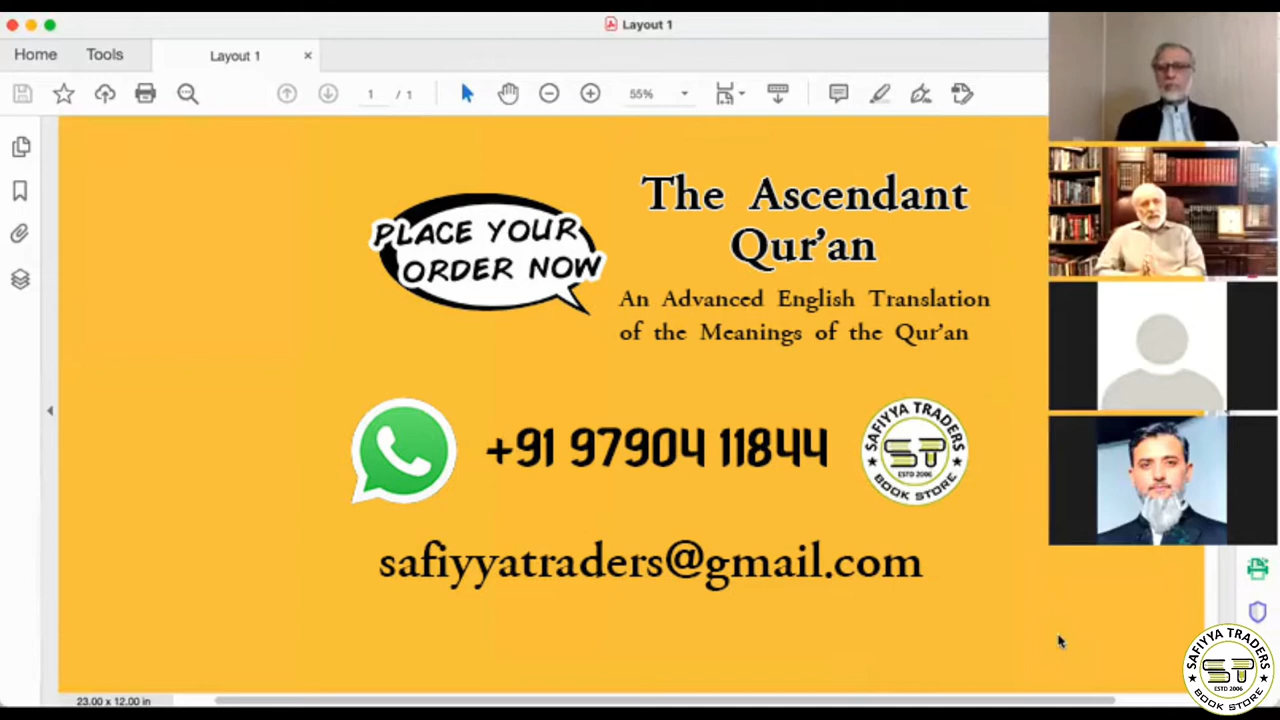 Layout 1
Home
Tools
Layout 1
1
/ 1
55%
The Ascendant
Qur'an
PLACE YOUR
ORDER NOW
An Advanced English Translation
of the Meanings of the Qur'an
+91 97904 11844
SAFIYYA TRADERS
ST
ESTD 2006
BOOK STORE
safiyyatraders@gmail.com
23.00 x 12.00 in
SAFIYYA TRADERS
ST
ESTD 2006
BOOK STORE